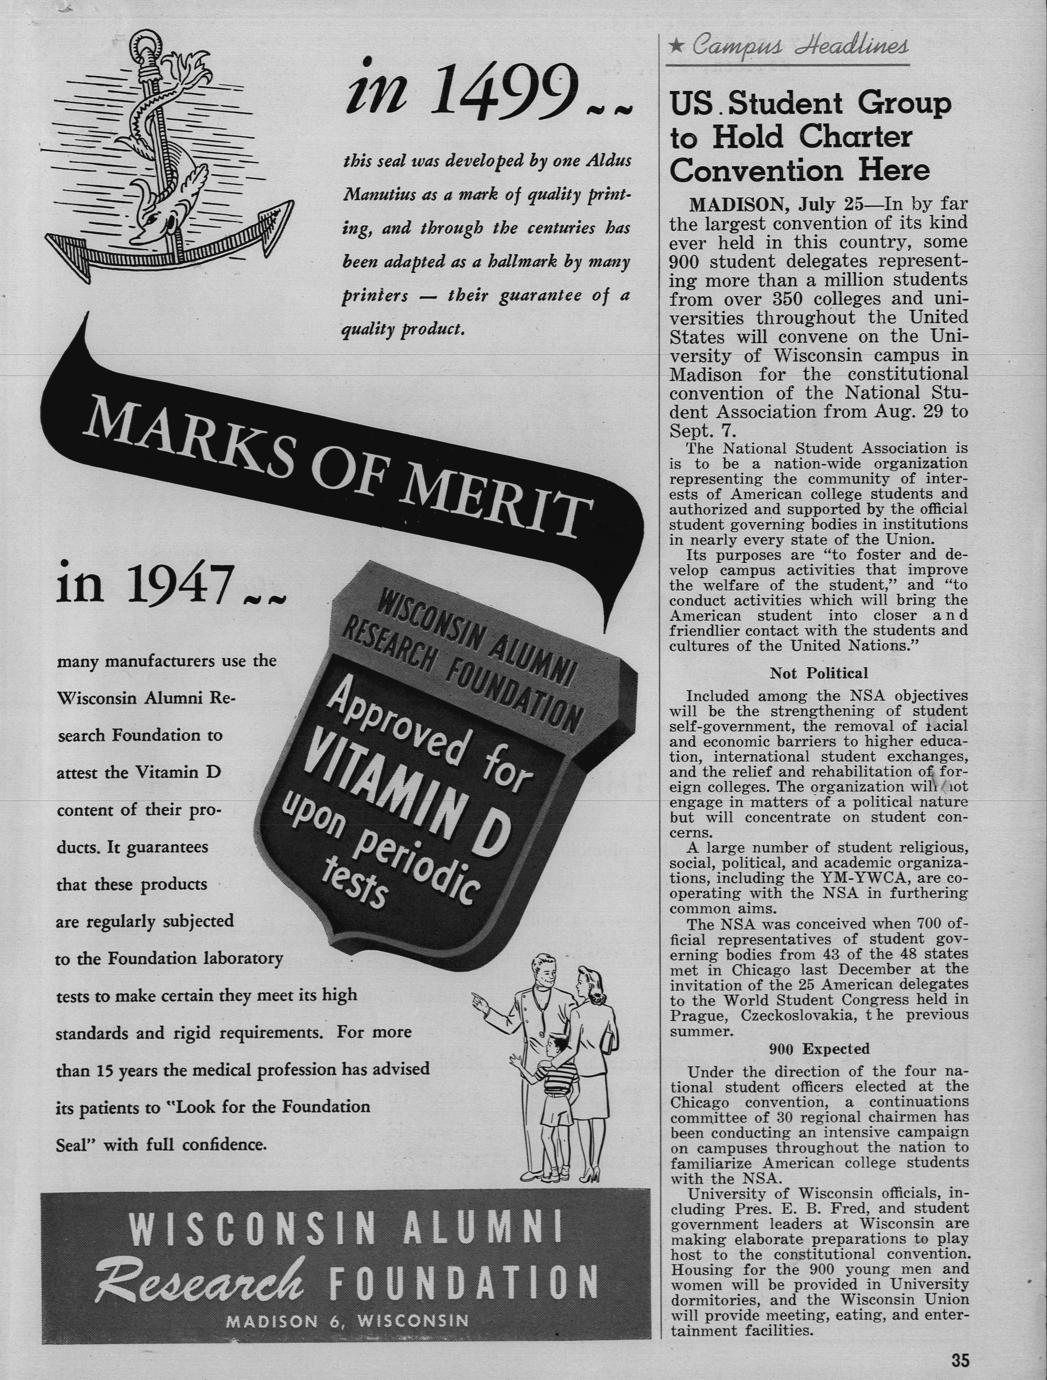 in 1499~~
this seal was developed by one Aldus
Manutius as a mark of quality print-
ing, and through the centuries has
been adapted as a hallmark by many
printers — their guarantee of a
quality product.
MARKS OF MERIT
in 1947~~
many manufacturers use the
Wisconsin Alumni Re-
search Foundation to
attest the Vitamin D
content of their pro-
ducts. It guarantees
that these products
are regularly subjected
to the Foundation laboratory
tests to make certain they meet its high
standards and rigid requirements. For more
than 15 years the medical profession has advised
its patients to "Look for the Foundation
Seal" with full confidence.
WISCONSIN ALUMNI
RESEARCH FOUNDATION
Approved for
VITAMIN D
upon periodic
tests
WISCONSIN ALUMNI
Research FOUNDATION
MADISON 6, WISCONSIN
★ Campus Headlines
US. Student Group
to Hold Charter
Convention Here
MADISON, July 25—In by far
the largest convention of its kind
ever held in this country, some
900 student delegates represent-
ing more than a million students
from over 350 colleges and uni-
versities throughout the United
States will convene on the Uni-
versity of Wisconsin campus in
Madison for the constitutional
convention of the National Stu-
dent Association from Aug. 29 to
Sept. 7.
The National Student Association is
is to be a nation-wide organization
representing the community of inter-
ests of American college students and
authorized and supported by the official
student governing bodies in institutions
in nearly every state of the Union.
Its purposes are "to foster and de-
velop campus activities that improve
the welfare of the student," and "to
conduct activities which will bring the
American student into closer and
friendlier contact with the students and
cultures of the United Nations."
Not Political
Included among the NSA objectives
will be the strengthening of student
self-government, the removal of racial
and economic barriers to higher educa-
tion, international student exchanges,
and the relief and rehabilitation of for-
eign colleges. The organization will not
engage in matters of a political nature
but will concentrate on student con-
cerns.
A large number of student religious,
social, political, and academic organiza-
tions, including the YM-YWCA, are co-
operating with the NSA in furthering
common aims.
The NSA was conceived when 700 of-
ficial representatives of student gov-
erning bodies from 43 of the 48 states
met in Chicago last December at the
invitation of the 25 American delegates
to the World Student Congress held in
Prague, Czeckoslovakia, the previous
summer.
900 Expected
Under the direction of the four na-
tional student officers elected at the
Chicago convention, a continuations
committee of 30 regional chairmen has
been conducting an intensive campaign
on campuses throughout the nation to
familiarize American college students
with the NSA.
University of Wisconsin officials, in-
cluding Pres. E. B. Fred, and student
government leaders at Wisconsin are
making elaborate preparations to play
host to the constitutional convention.
Housing for the 900 young men and
women will be provided in University
dormitories, and the Wisconsin Union
will provide meeting, eating, and enter-
tainment facilities.
35